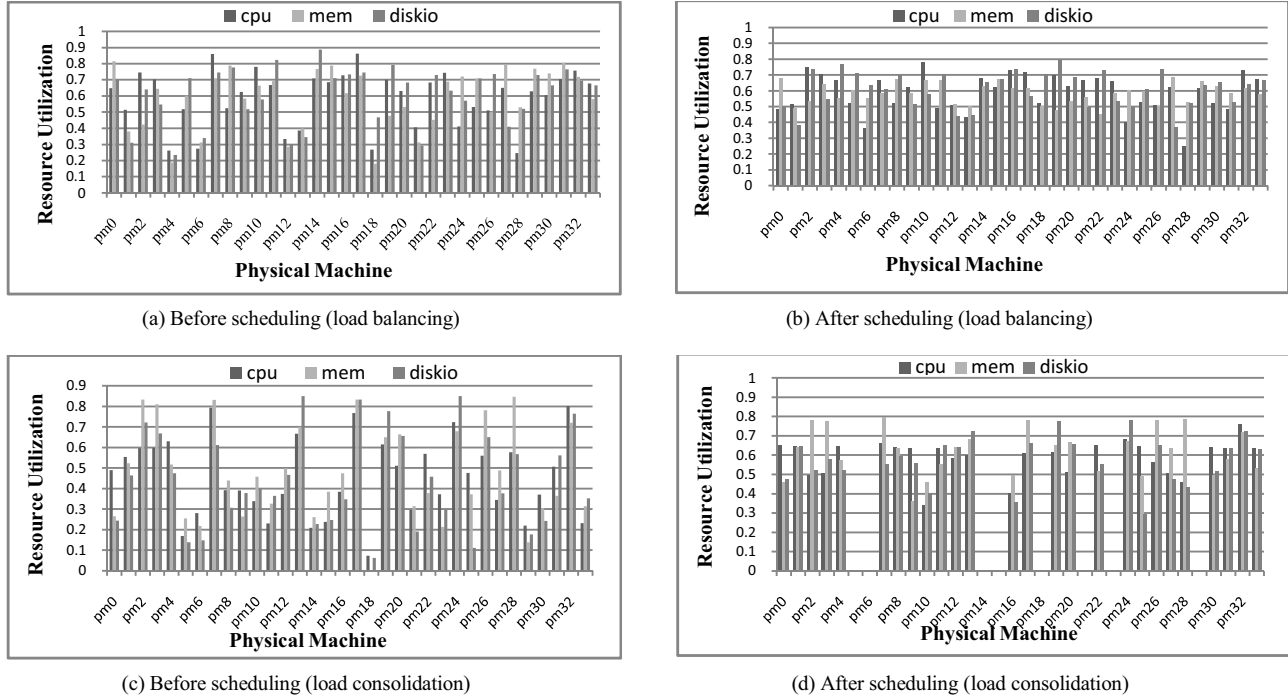 cpu mem diskio
1
0.9
0.8
0.7
0.6
0.5
0.4
0.3
0.2
0.1
0
Resource Utilization
pm0 pm2 pm4 pm6 pm8 pm10 pm12 pm14 pm16 pm18 pm20 pm22 pm24 pm26 pm28 pm30 pm32
Physical Machine
(a) Before scheduling (load balancing)
cpu mem diskio
1
0.9
0.8
0.7
0.6
0.5
0.4
0.3
0.2
0.1
0
Resource Utilization
pm0 pm2 pm4 pm6 pm8 pm10 pm12 pm14 pm16 pm18 pm20 pm22 pm24 pm26 pm28 pm30 pm32
Physical Machine
(b) After scheduling (load balancing)
cpu mem diskio
0.9
0.8
0.7
0.6
0.5
0.4
0.3
0.2
0.1
0
Resource Utilization
pm0 pm2 pm4 pm6 pm8 pm10 pm12 pm14 pm16 pm18 pm20 pm22 pm24 pm26 pm28 pm30 pm32
Physical Machine
(c) Before scheduling (load consolidation)
cpu mem diskio
1
0.9
0.8
0.7
0.6
0.5
0.4
0.3
0.2
0.1
0
Resource Utilization
pm0 pm2 pm4 pm6 pm8 pm10 pm12 pm14 pm16 pm18 pm20 pm22 pm24 pm26 pm28 pm30 pm32
Physical Machine
(d) After scheduling (load consolidation)